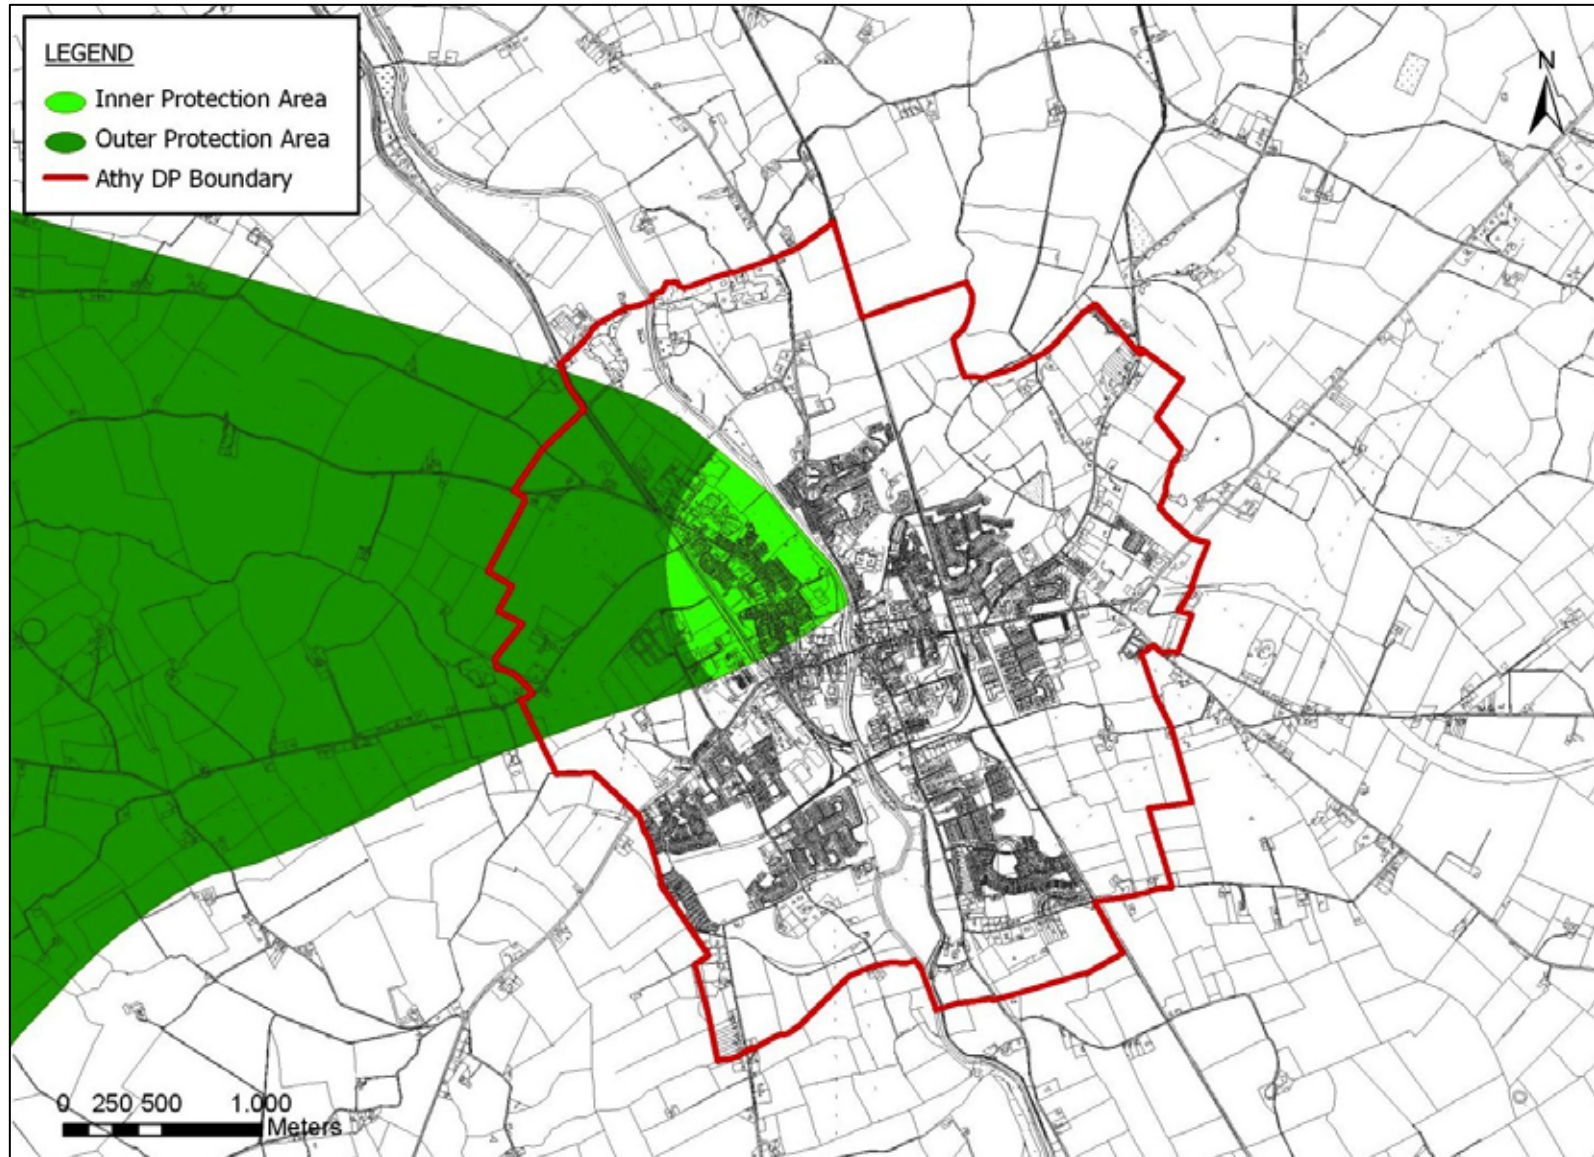 LEGEND
Inner Protection Area
Outer Protection Area
Athy DP Boundary
N
0 250 500 1.000
Meters